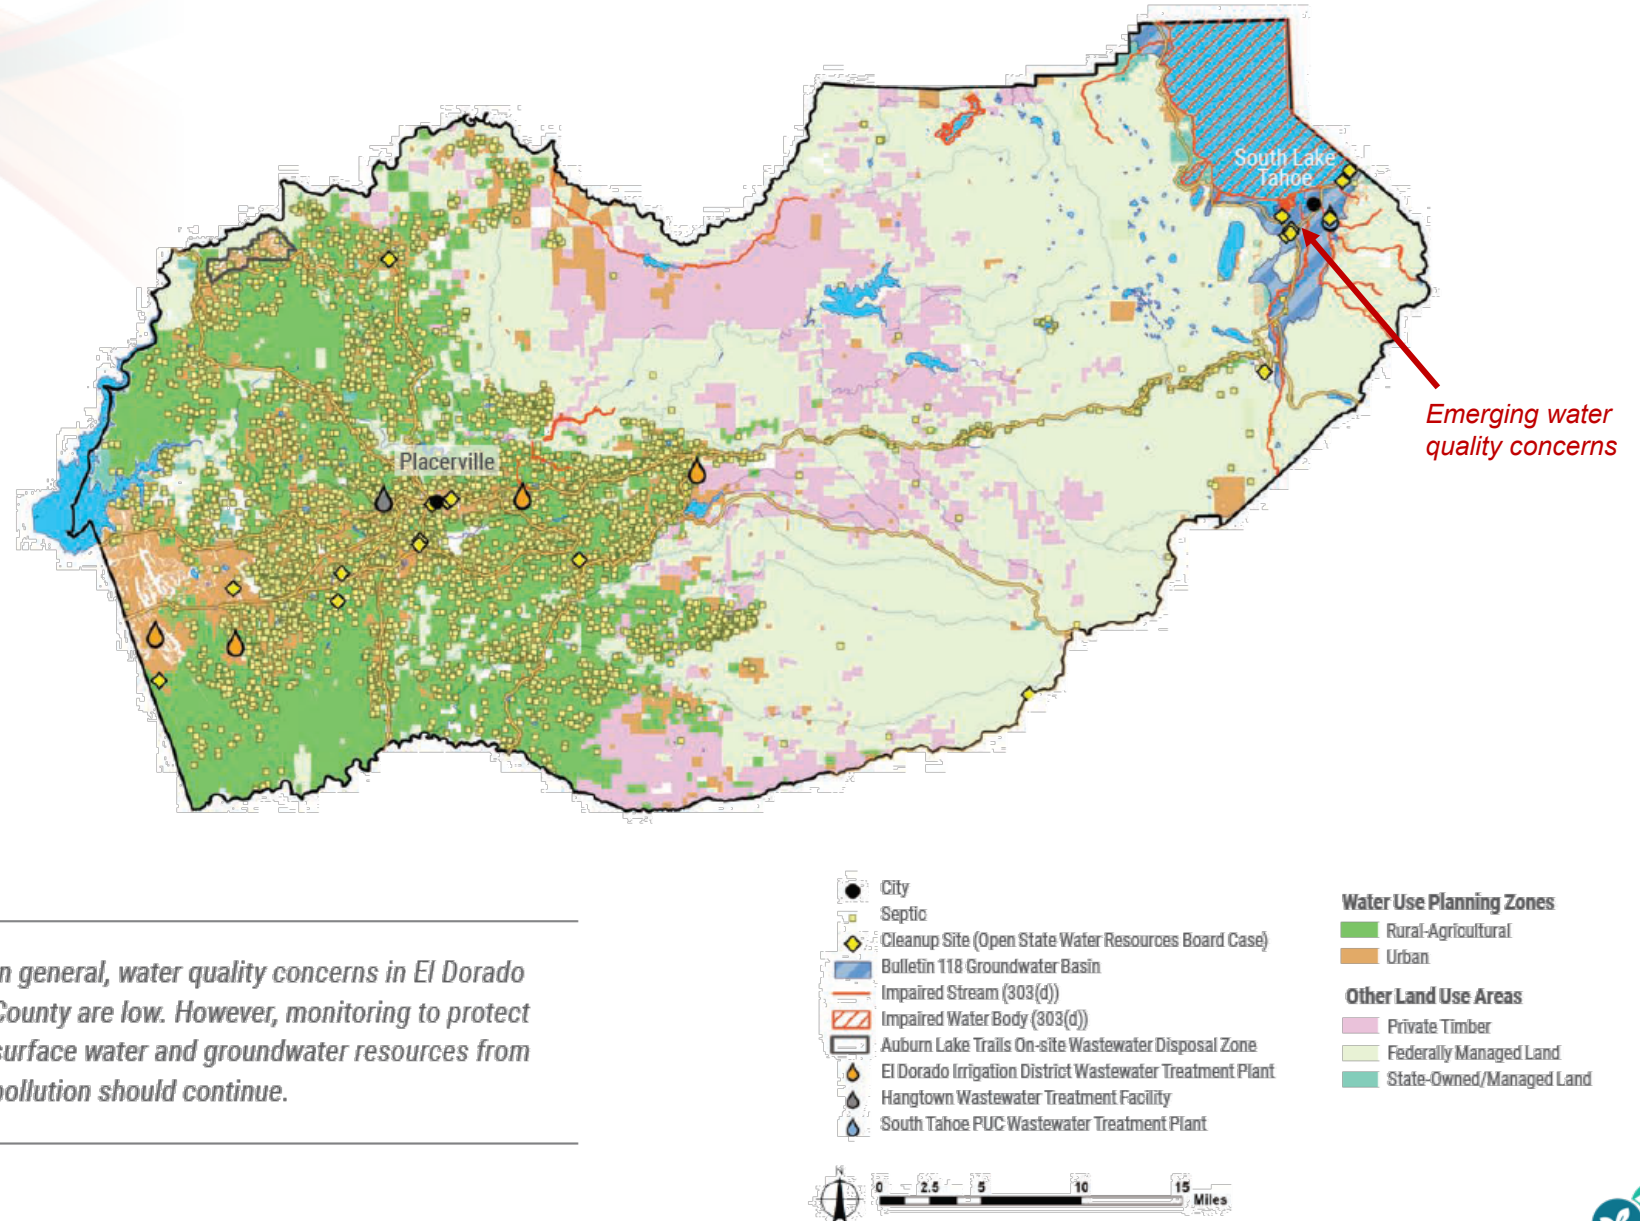 South Lake
Tahoe
Emerging water
quality concerns
Placerville
n general, water quality concerns in El Dorado
County are low. However, monitoring to protect
surface water and groundwater resources from
pollution should continue.
City
Septic
Cleanup Site (Open State Water Resources Board Case)
Bulletin 118 Groundwater Basin
Impaired Stream (303(d))
Impaired Water Body (303(d))
Auburn Lake Trails On-site Wastewater Disposal Zone
El Dorado Irrigation District Wastewater Treatment Plant
Hangtown Wastewater Treatment Facility
South Tahoe PUC Wastewater Treatment Plant
Water Use Planning Zones
Rural-Agricultural
Urban
Other Land Use Areas
Private Timber
Federally Managed Land
State-Owned/Managed Land
N
0 2.5 5 10 15
Miles